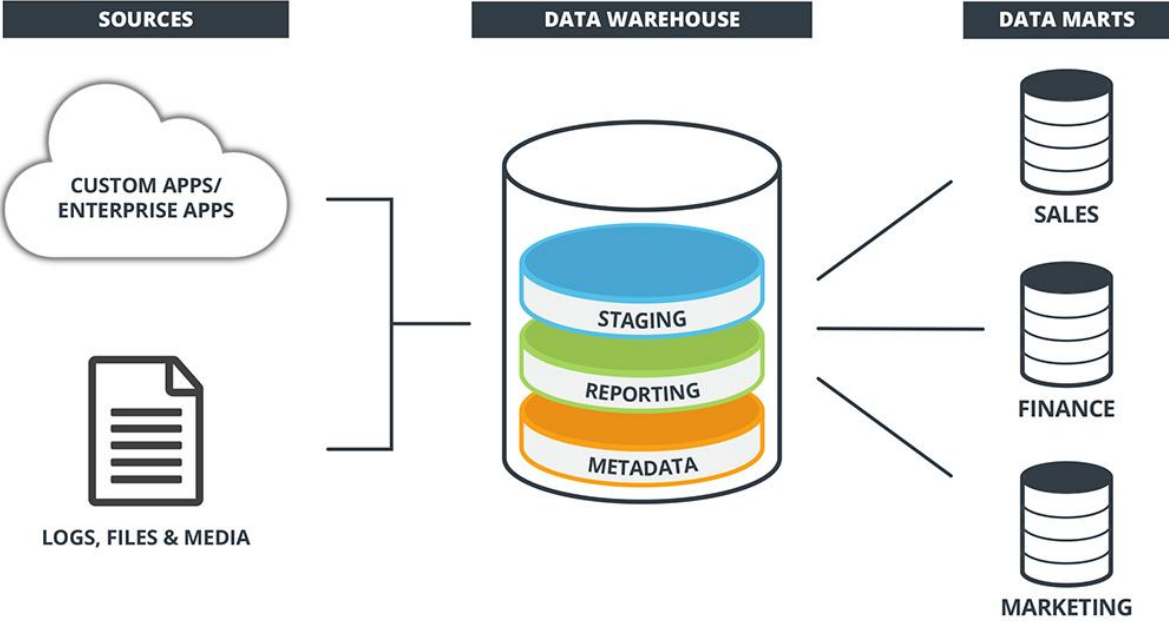 SOURCES
DATA WAREHOUSE
DATA MARTS
CUSTOM APPS/
ENTERPRISE APPS
LOGS, FILES & MEDIA
STAGING
REPORTING
METADATA
SALES
FINANCE
MARKETING